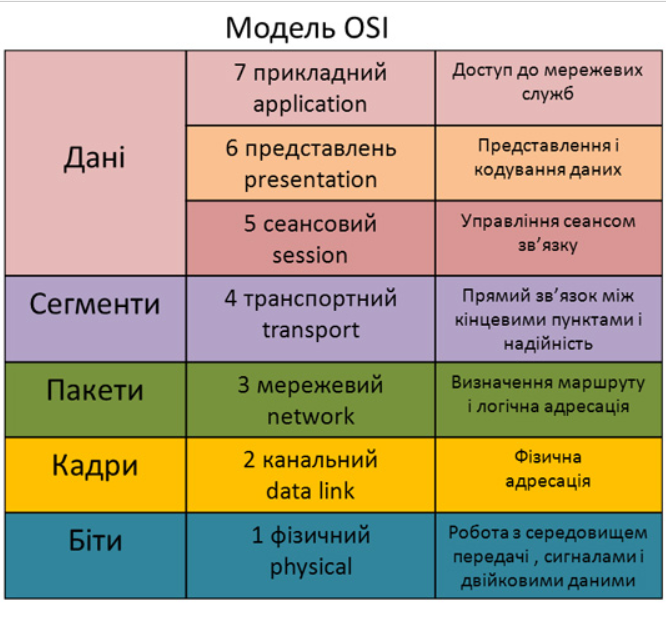 Модель OSI
Дані
7 прикладний
application
Доступ до мережевих
служб
6 представлень
presentation
Представлення і
кодування даних
5 сеансовий
session
Управління сеансом
зв’язку
Сегменти
4 транспортний
transport
Прямий зв’язок між
кінцевими пунктами і
надійність
Пакети
3 мережевий
network
Визначення маршруту
і логічна адресація
Кадри
2 канальний
data link
Фізична
адресація
Біти
1 фізичний
physical
Робота з середовищем
передачі , сигналами і
двійковими даними